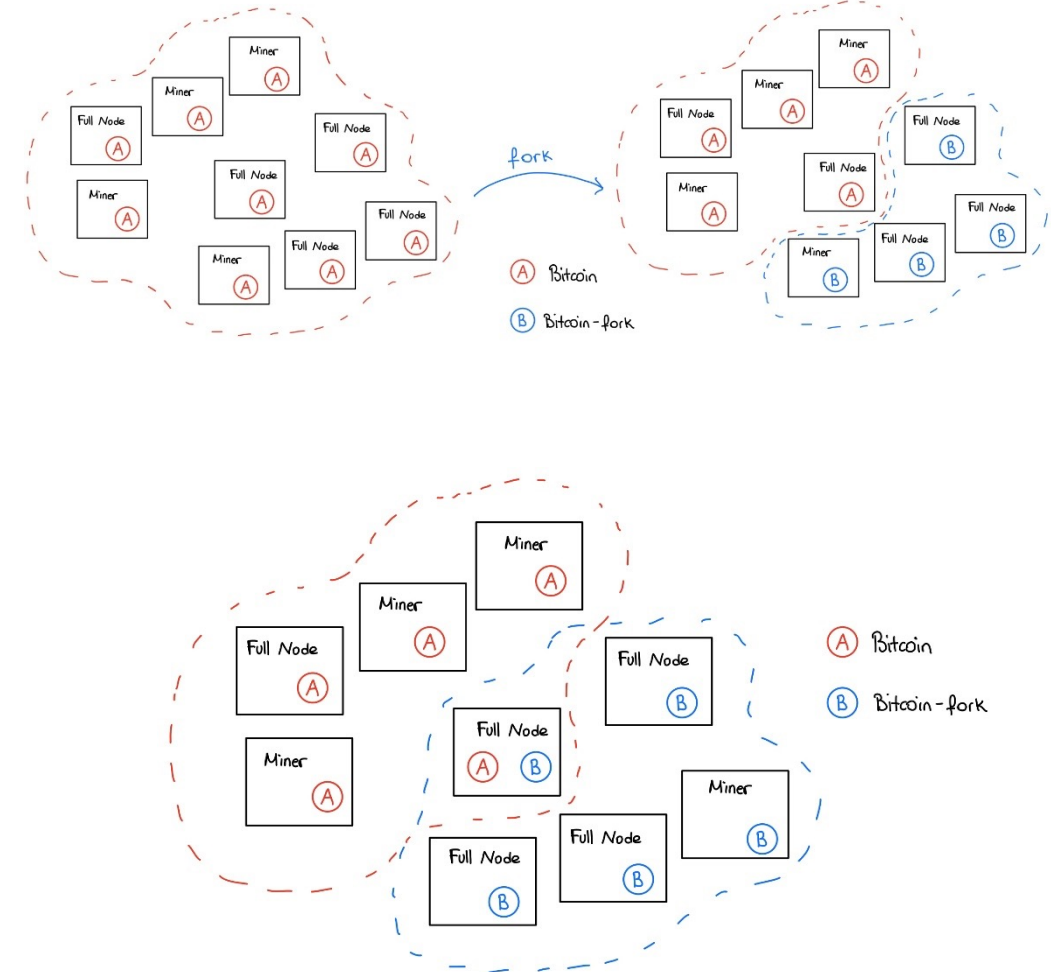 Miner
A
Miner
A
Full Node
A
Full Node
A
Full Node
A
Miner
A
Full Node
A
Full Node
A
Miner
A
fork
A Bitcoin
B Bitcoin-fork
Miner
A
Miner
A
Full Node
A
Full Node
B
Full Node
A
Miner
A
Full Node
B
Full Node
B
Miner
B
Miner
A
Miner
A
Full Node
A
Full Node
B
A Bitcoin
B Bitcoin-fork
Full Node
A B
Miner
A
Miner
B
Full Node
B
Full Node
B